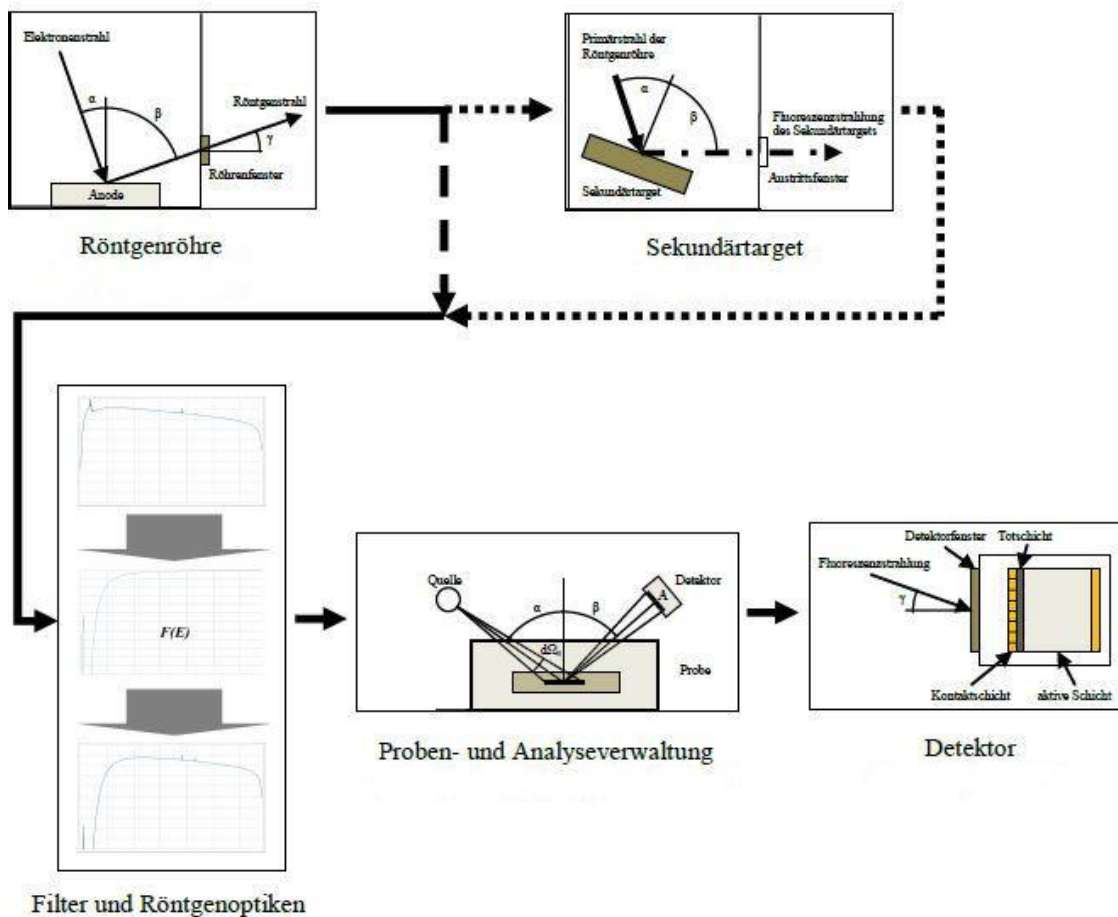 Elektronenstrahl
α
β
Röntgenstrahl
γ
Röhrenfenster
Anode
Röntgenröhre
Primärstrahl der
Röntgenröhre
α
β
Fluoreszenzstrahlung
des Sekundärtargets
Austrittsfenster
Sekundärtarget
Sekundärtarget
F(E)
Filter und Röntgenoptiken
Quelle
α
β
Detektor
A
Probe
Proben- und Analyseverwaltung
Detektorfenster
Totschicht
Fluoreszenzstrahlung
γ
Kontaktschicht
aktive Schicht
Detektor